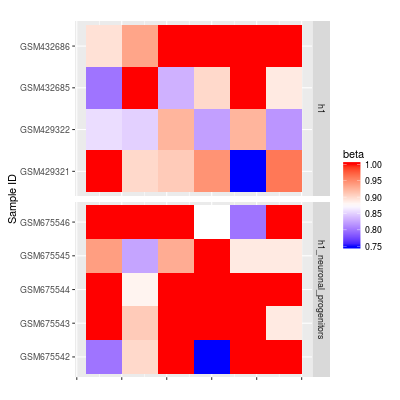 GSM432686
GSM432685
GSM429322
GSM429321
h1
Sample ID
GSM675546
GSM675545
GSM675544
GSM675543
GSM675542
h1_neuronal_progenitors
beta
1.00
0.95
0.90
0.85
0.80
0.75